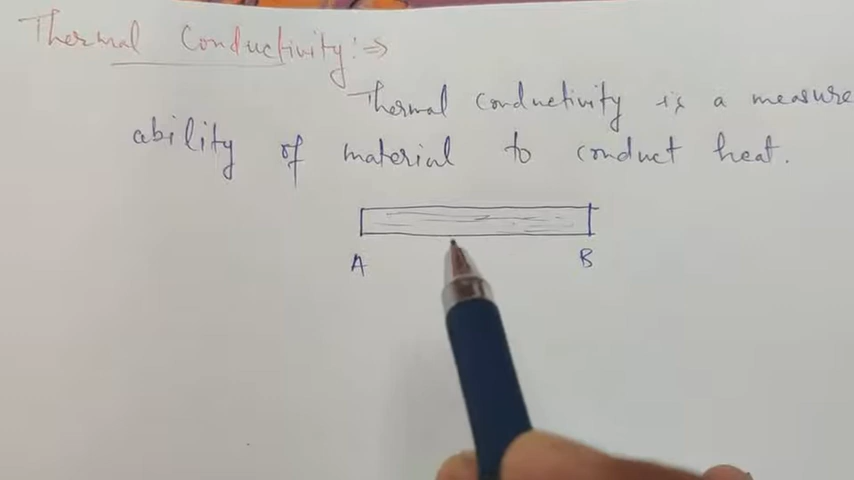 Thermal Conductivity :⇒
Thermal conductivity is a measure
ability of material to conduct heat.
A B